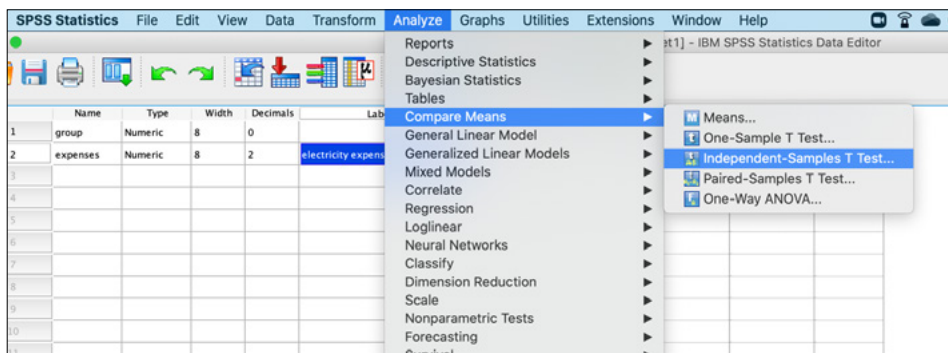 SPSS Statistics File Edit View Data Transform Analyze Graphs Utilities Extensions Window Help
et1] - IBM SPSS Statistics Data Editor
Reports
Descriptive Statistics
Bayesian Statistics
Tables
Compare Means
General Linear Model
Generalized Linear Models
Mixed Models
Correlate
Regression
Loglinear
Neural Networks
Classify
Dimension Reduction
Scale
Nonparametric Tests
Forecasting
Means...
One-Sample T Test...
Independent-Samples T Test...
Paired-Samples T Test...
One-Way ANOVA...
Name Type Width Decimals Lab
1 group Numeric 8 0
2 expenses Numeric 8 2 electricity expens
3
4
5
6
7
8
9
10